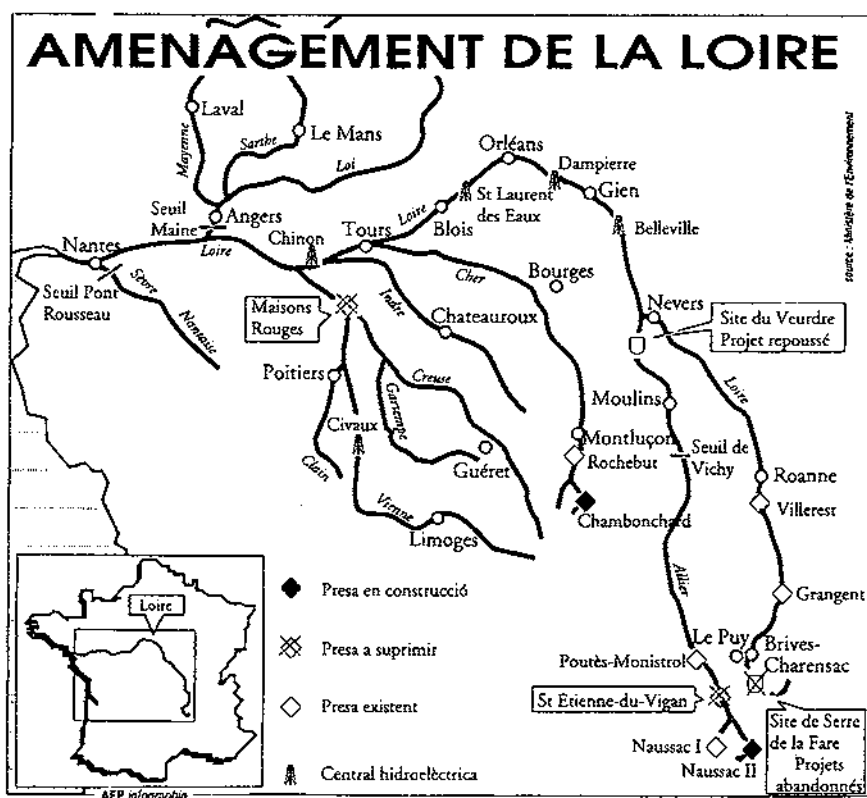 AMENAGEMENT DE LA LOIRE
Laval
Le Mans
Mayenne
Sarthe
Loi
Orléans
Dampierre
Gien
source : Ministère de l'Environnement
Seuil
Maine
Angers
Loire
Tours
Loire
Blois
St Laurent
des Eaux
Belleville
Nantes
Chinon
Cher
Bourges
Seuil Pont
Rousseau
Sèvre
Nantaise
Maisons
Rouges
Indre
Chateauroux
Nevers
Site du Veurdre
Projet repoussé
Poitiers
Creuse
Gartempe
Moulins
Loire
Civaux
Clain
Guéret
Montluçon
Rochebut
Seuil de
Vichy
Roanne
Villerest
Vienne
Limoges
Chambonchard
Allier
Grangent
Loire
Presa en construcció
Presa a suprimir
Presa existent
Central hidroelèctrica
Le Puy
Brives-
Charensac
Poutès-Monistrol
St Étienne-du-Vigan
Site de Serre
de la Fare
Projets
abandonnés
Naussac I
Naussac II
AFP infographie